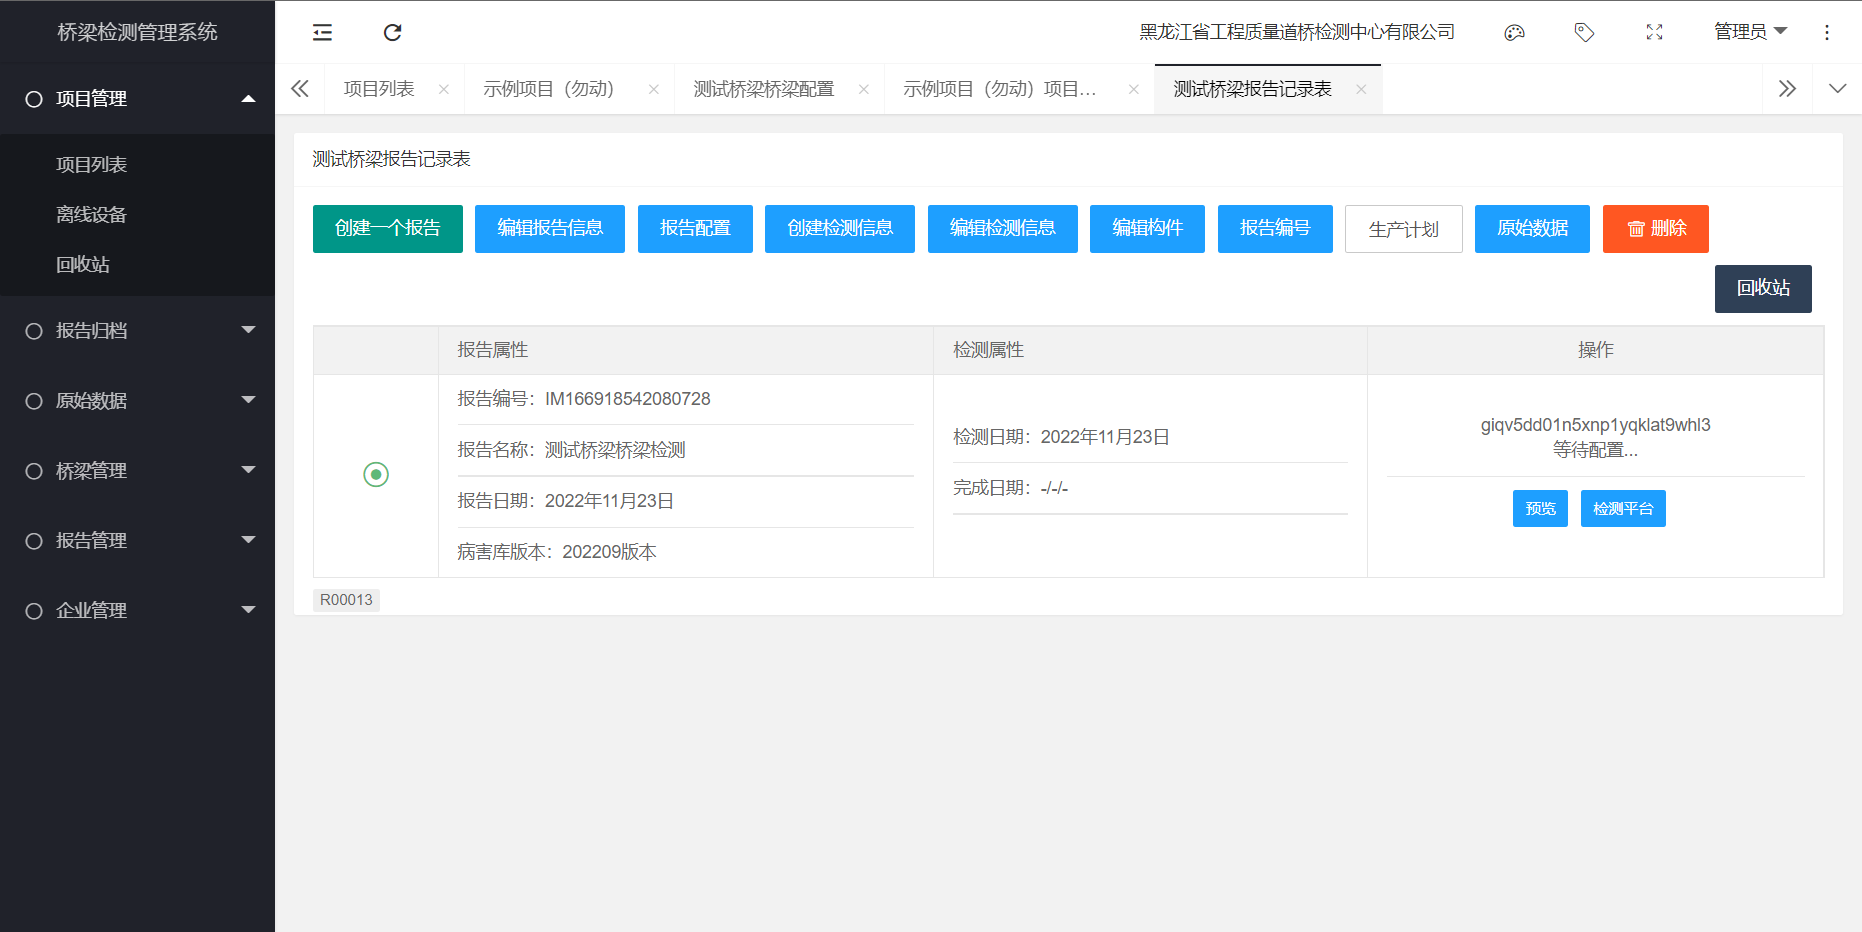 桥梁检测管理系统
黑龙江省工程质量道桥检测中心有限公司
管理员
项目管理
项目列表
离线设备
回收站
报告归档
原始数据
桥梁管理
报告管理
企业管理
项目列表
示例项目（勿动）
测试桥梁桥梁配置
示例项目（勿动）项目...
测试桥梁报告记录表
测试桥梁报告记录表
创建一个报告
编辑报告信息
报告配置
创建检测信息
编辑检测信息
编辑构件
报告编号
生产计划
原始数据
删除
回收站
报告属性
检测属性
操作
报告编号：IM166918542080728
报告名称：测试桥梁桥梁检测
报告日期：2022年11月23日
病害库版本：202209版本
检测日期：2022年11月23日
完成日期：-/-/-
giqv5dd01n5xnp1yqklat9whl3
等待配置...
预览
检测平台
R00013